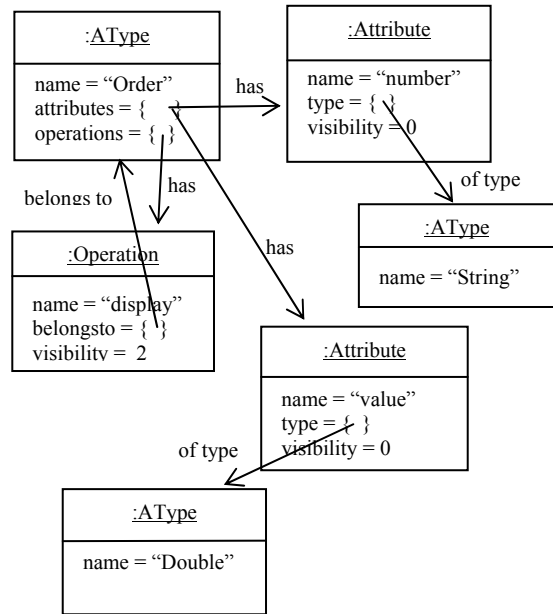 :AType
name = “Order”
attributes = { }
operations = { }
has
:Attribute
name = “number”
type = { }
visibility = 0
of type
:AType
name = “String”
belongs to
has
has
:Operation
name = “display”
belongsto = { }
visibility = 2
:Attribute
name = “value”
type = { }
visibility = 0
of type
:AType
name = “Double”